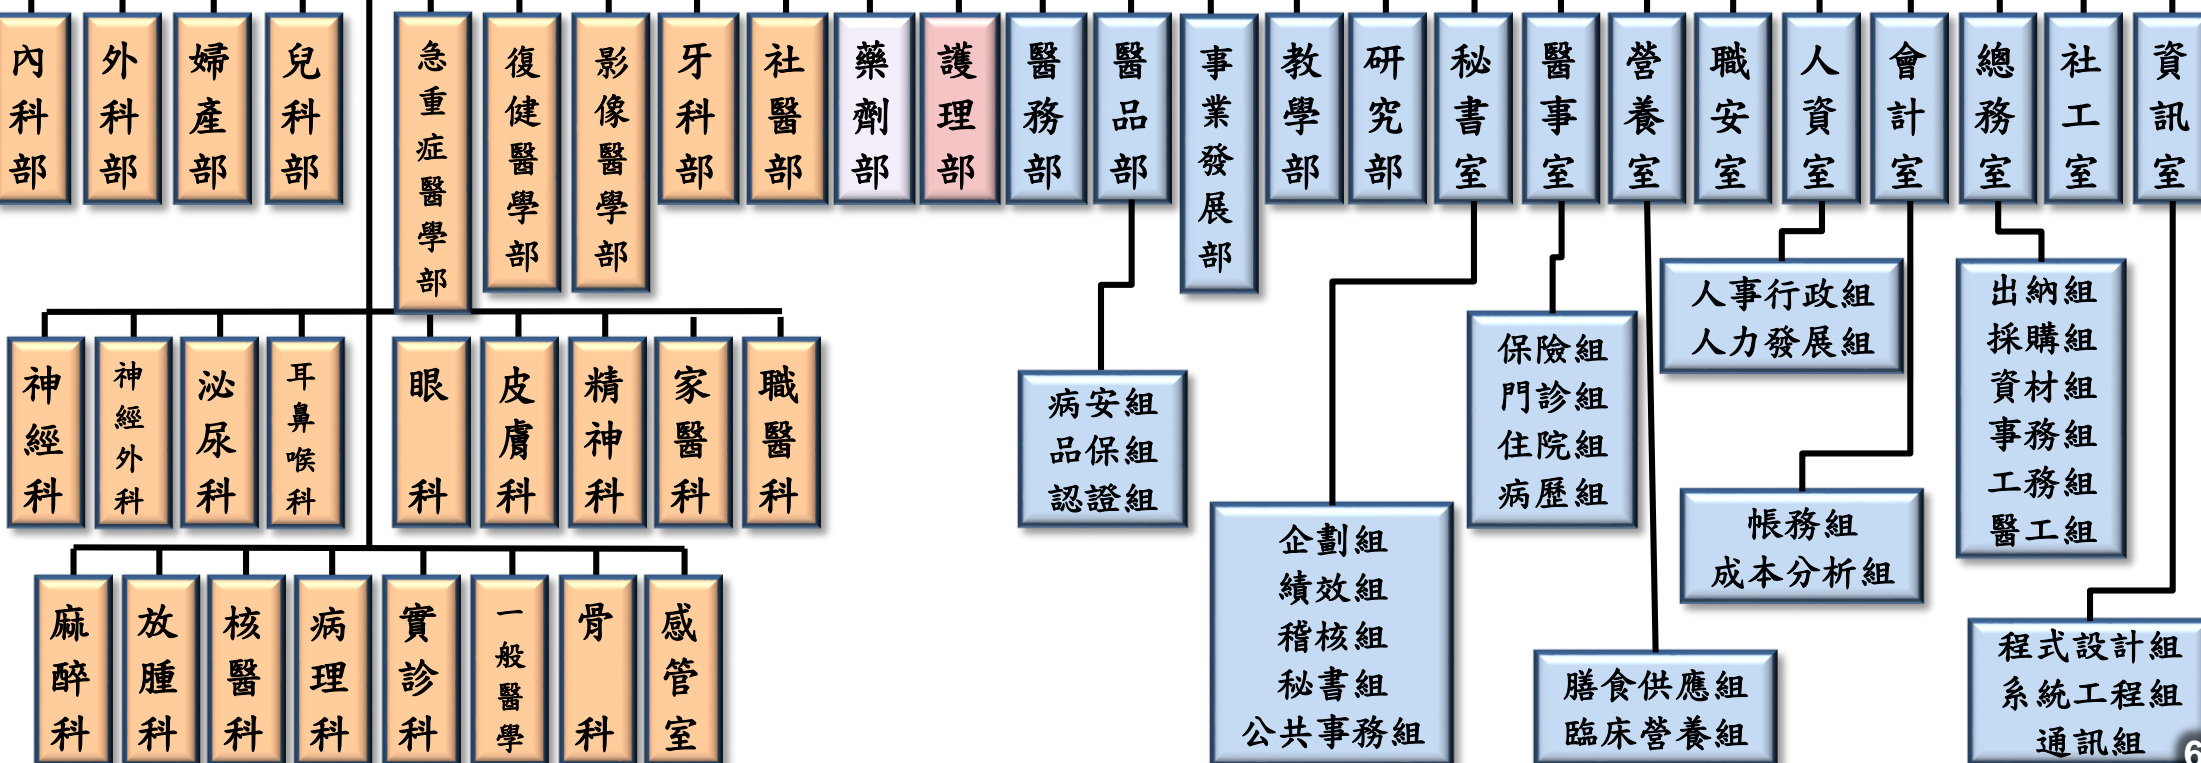 內科部
外科部
婦產部
兒科部
急重症醫學部
復健醫學部
影像醫學部
牙科部
社醫部
藥劑部
護理部
醫務部
醫品部
事業發展部
教學部
研究部
秘書室
醫事室
營養室
職安室
人資室
會計室
總務室
社工室
資訊室
神經科
神經外科
泌尿科
耳鼻喉科
眼科
皮膚科
精神科
家醫科
職醫科
麻醉科
放腫科
核醫科
病理科
實診科
一般醫學
骨科
感管室
病安組
品保組
認證組
企劃組
績效組
稽核組
秘書組
公共事務組
保險組
門診組
住院組
病歷組
膳食供應組
臨床營養組
人事行政組
人力發展組
帳務組
成本分析組
出納組
採購組
資材組
事務組
工務組
醫工組
程式設計組
系統工程組
通訊組
6